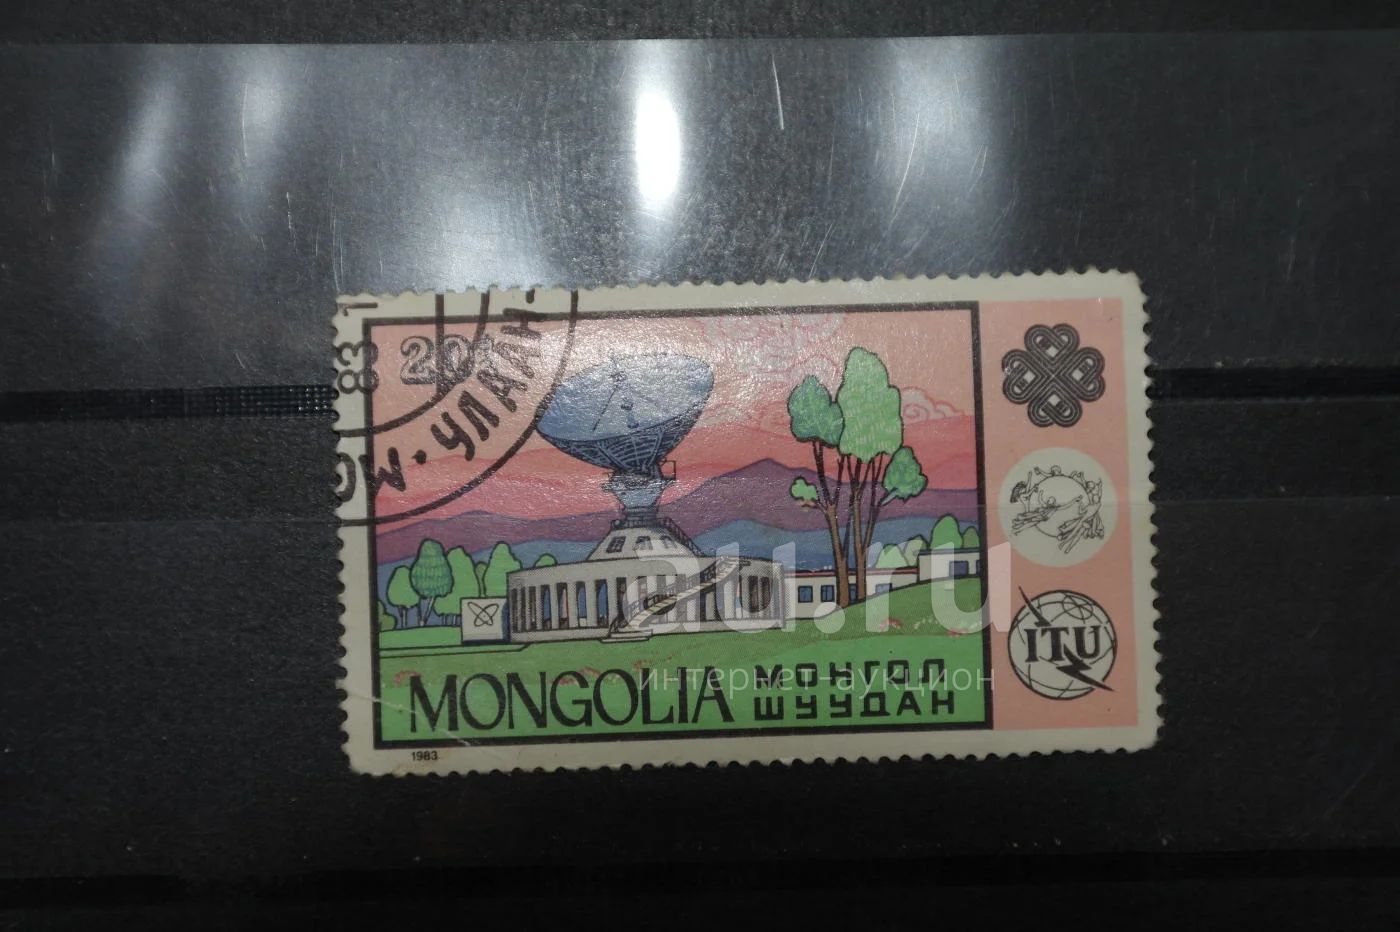 83
20
М·УЛААН-
ITU
MONGOLIA
МОНГОЛ
ШУУДАН
1983
au.ru
интернет-аукцион